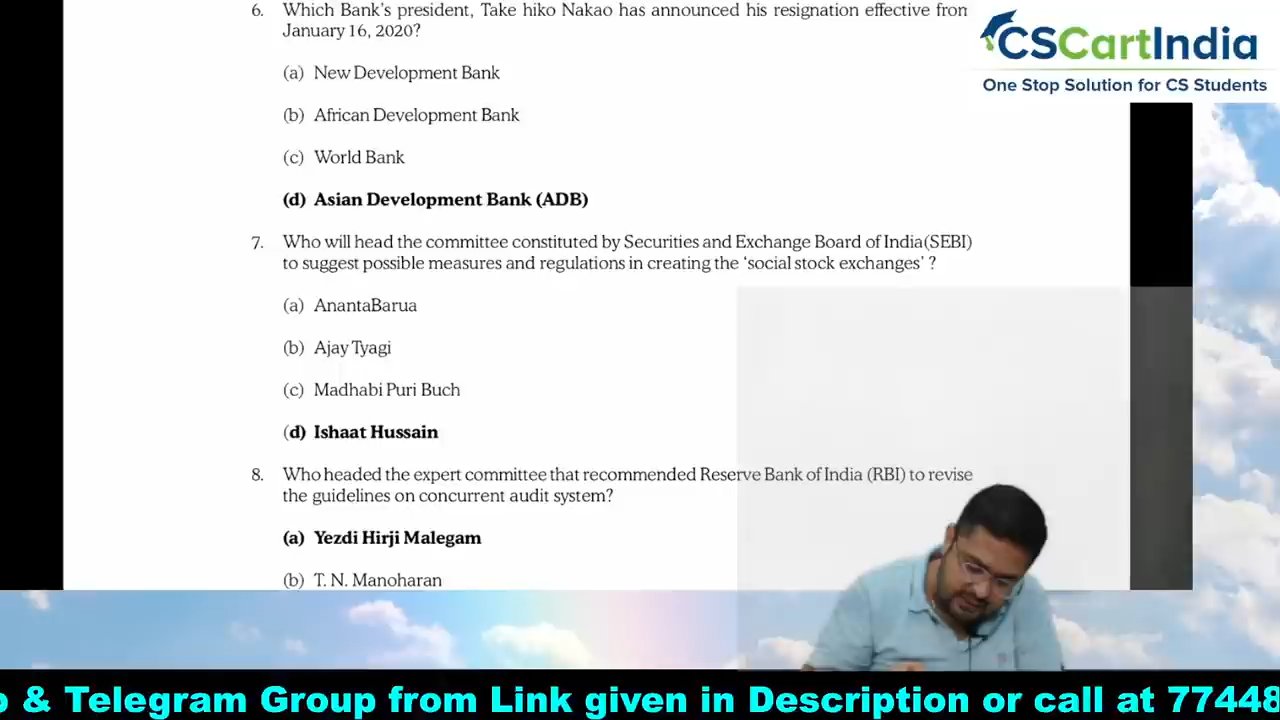 6. Which Bank's president, Take hiko Nakao has announced his resignation effective from
January 16, 2020?
(a) New Development Bank
(b) African Development Bank
(c) World Bank
(d) Asian Development Bank (ADB)
7. Who will head the committee constituted by Securities and Exchange Board of India(SEBI)
to suggest possible measures and regulations in creating the 'social stock exchanges' ?
(a) AnantaBarua
(b) Ajay Tyagi
(c) Madhabi Puri Buch
(d) Ishaat Hussain
8. Who headed the expert committee that recommended Reserve Bank of India (RBI) to revise
the guidelines on concurrent audit system?
(a) Yezdi Hirji Malegam
(b) T. N. Manoharan
CSCartIndia
One Stop Solution for CS Students
& Telegram Group from Link given in Description or call at 77448